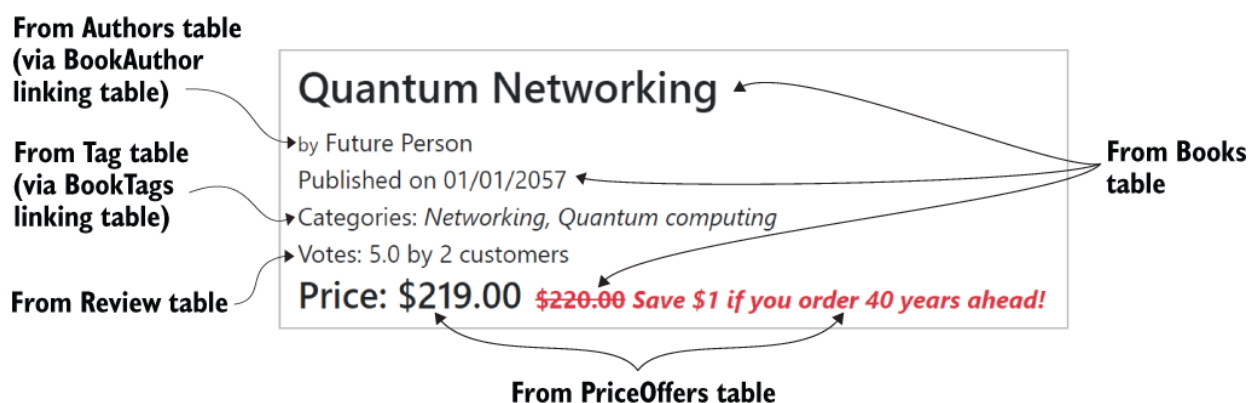 From Authors table
(via BookAuthor
linking table)
Quantum Networking
by Future Person
From Tag table
(via BookTags
linking table)
From Books
table
Published on 01/01/2057
Categories: Networking, Quantum computing
Votes: 5.0 by 2 customers
From Review table
Price: $219.00 $220.00 Save $1 if you order 40 years ahead!
From PriceOffers table